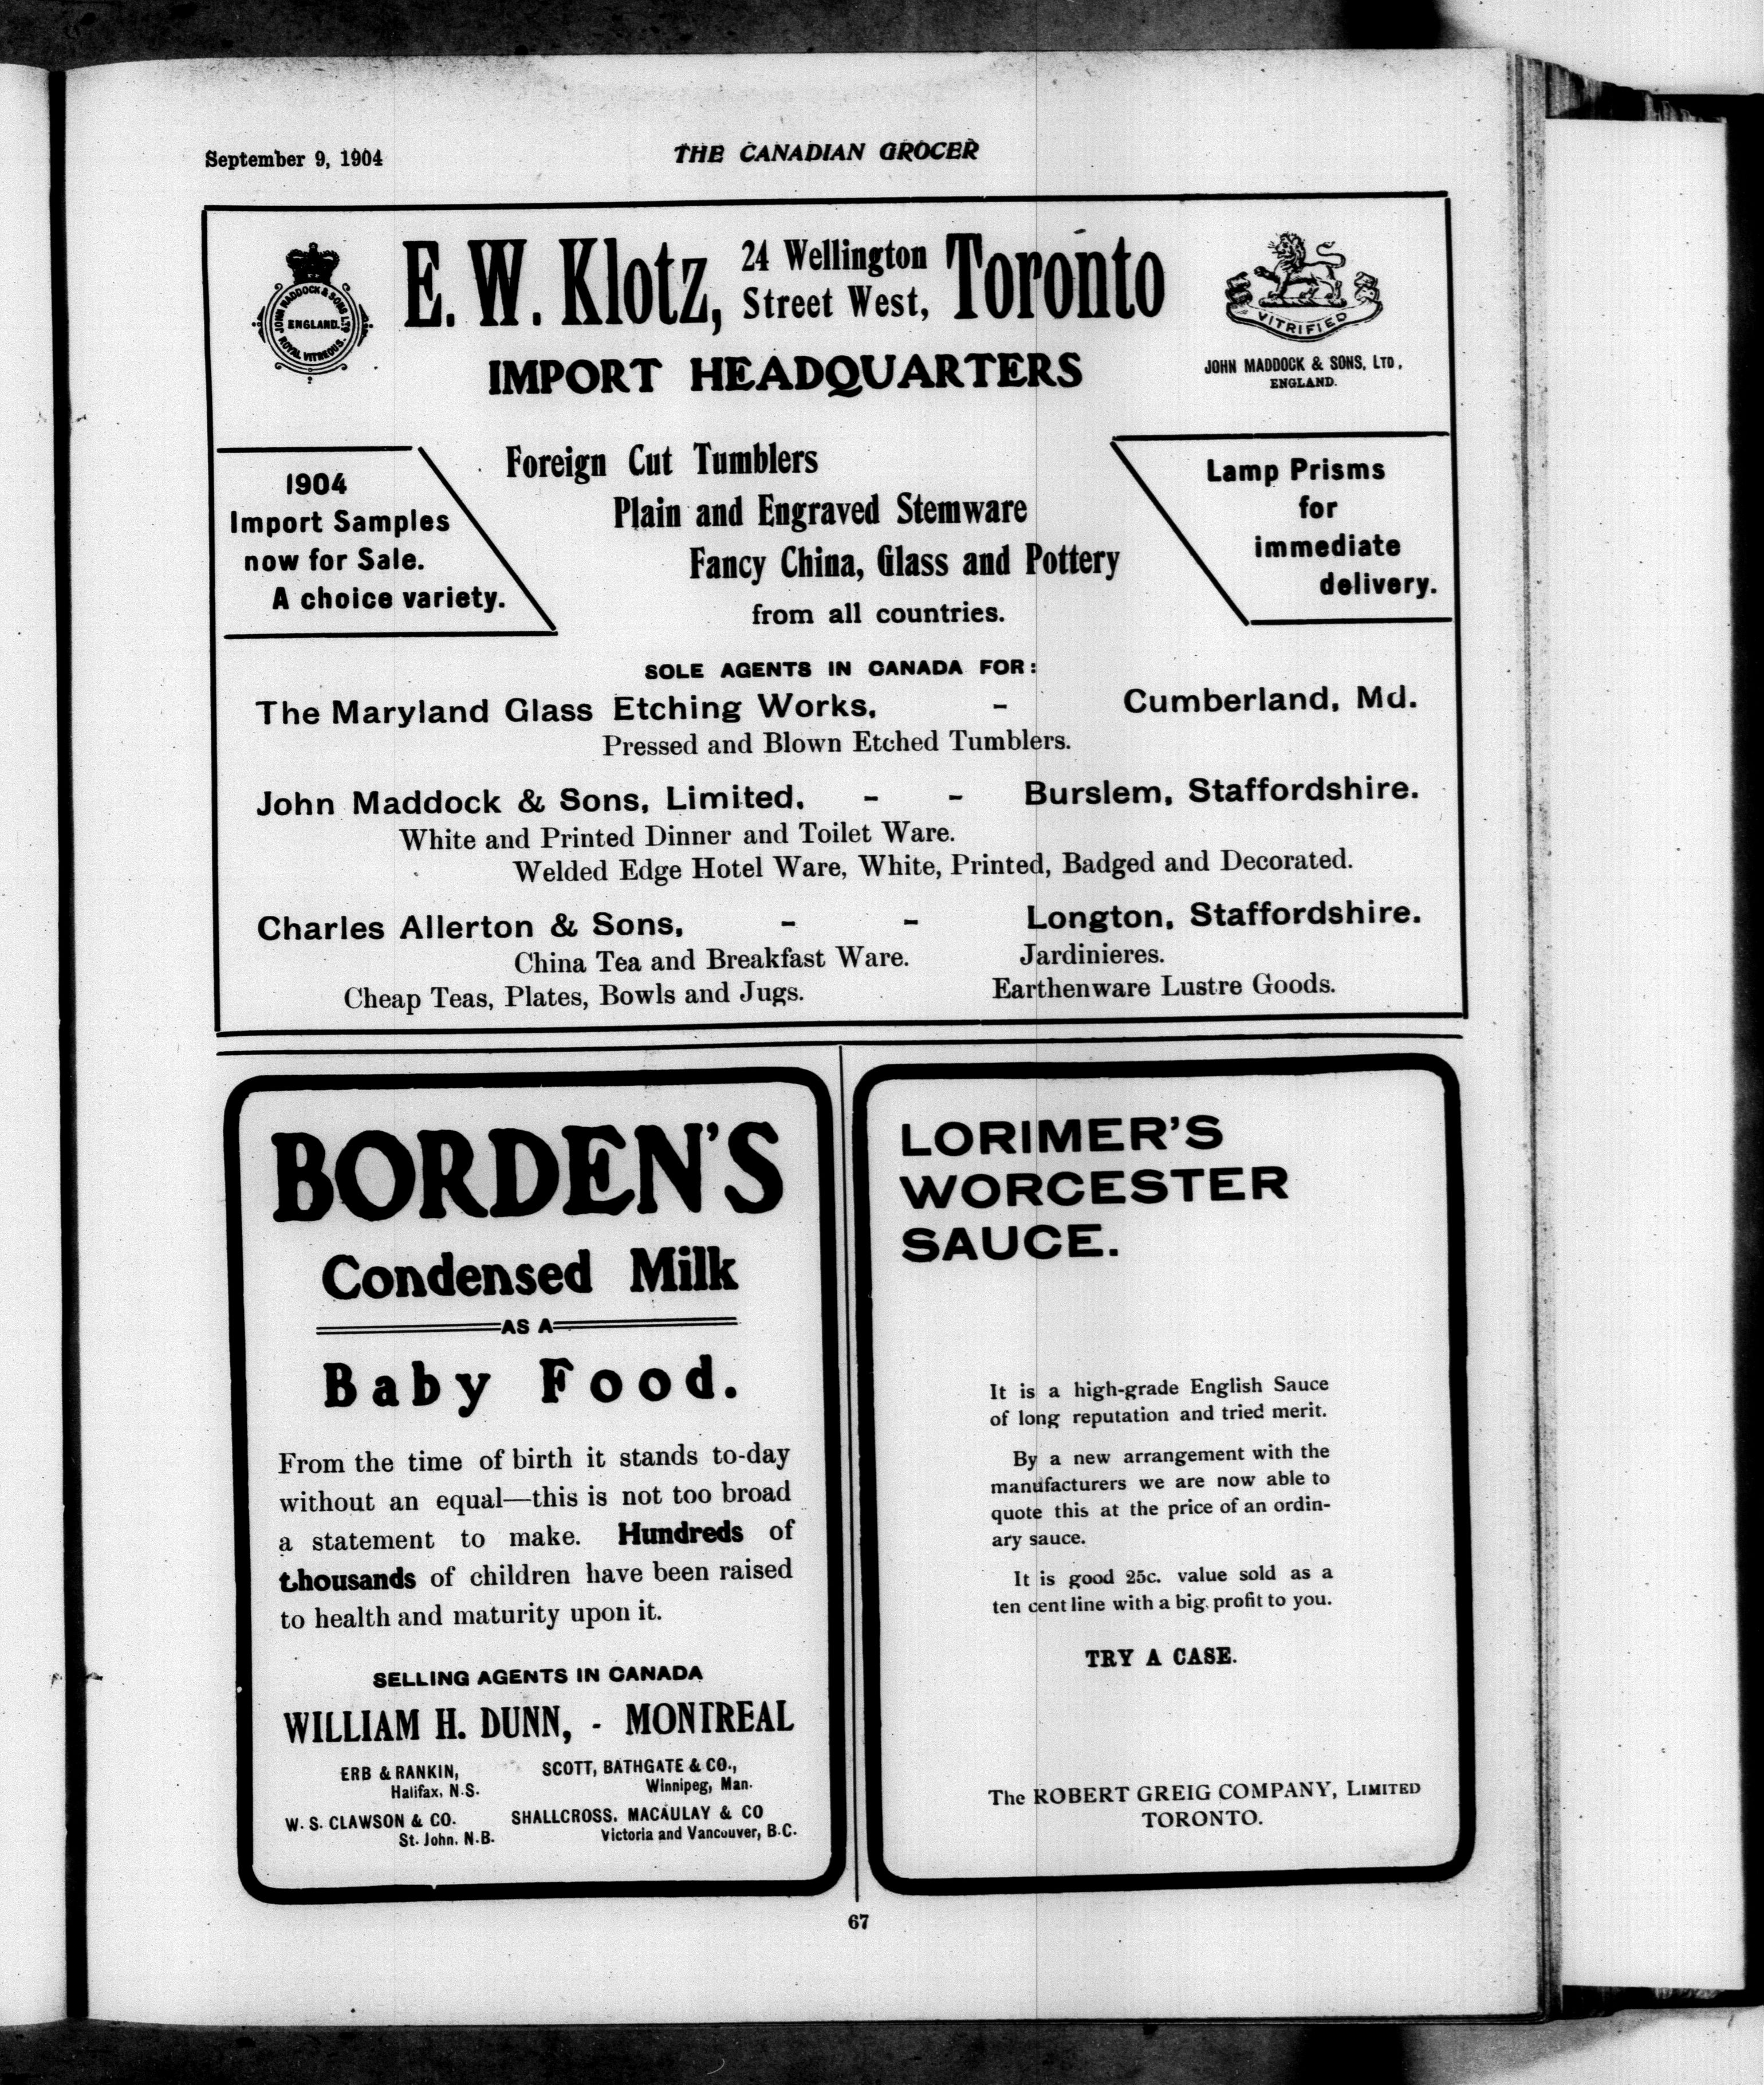 September 9, 1904
THE CANADIAN GROCER
JOHN MADDOCK & SONS LTD
ENGLAND.
ROYAL VITREOUS.
E. W. Klotz, 24 Wellington Street West, Toronto
VITRIFIED
JOHN MADDOCK & SONS, LTD,
ENGLAND.
IMPORT HEADQUARTERS
1904
Import Samples
now for Sale.
A choice variety.
Foreign Cut Tumblers
Plain and Engraved Stemware
Fancy China, Glass and Pottery
from all countries.
Lamp Prisms
for
immediate
delivery.
SOLE AGENTS IN CANADA FOR:
The Maryland Glass Etching Works, - Cumberland, Md.
Pressed and Blown Etched Tumblers.
John Maddock & Sons, Limited, - - Burslem, Staffordshire.
White and Printed Dinner and Toilet Ware.
Welded Edge Hotel Ware, White, Printed, Badged and Decorated.
Charles Allerton & Sons, - - Longton, Staffordshire.
China Tea and Breakfast Ware. Jardinieres.
Cheap Teas, Plates, Bowls and Jugs. Earthenware Lustre Goods.
BORDEN'S
Condensed Milk
AS A
Baby Food.
From the time of birth it stands to-day
without an equal—this is not too broad
a statement to make. Hundreds of
thousands of children have been raised
to health and maturity upon it.
SELLING AGENTS IN CANADA
WILLIAM H. DUNN, - MONTREAL
ERB & RANKIN,
Halifax, N.S.
SCOTT, BATHGATE & CO.,
Winnipeg, Man.
W. S. CLAWSON & CO.
St. John. N.B.
SHALLCROSS, MACAULAY & CO
Victoria and Vancouver, B.C.
LORIMER'S
WORCESTER
SAUCE.
It is a high-grade English Sauce
of long reputation and tried merit.
By a new arrangement with the
manufacturers we are now able to
quote this at the price of an ordin-
ary sauce.
It is good 25c. value sold as a
ten cent line with a big profit to you.
TRY A CASE.
The ROBERT GREIG COMPANY, LIMITED
TORONTO.
67